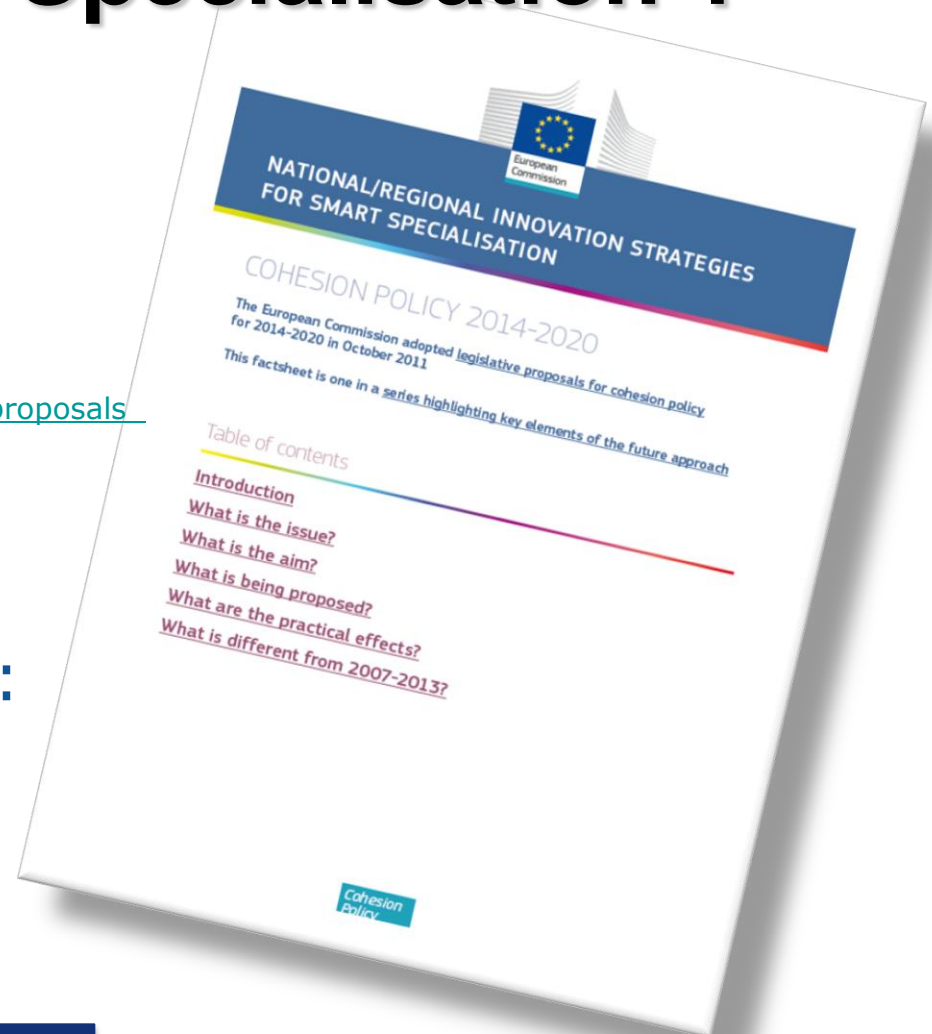 Specialisation
European
Commission
NATIONAL/REGIONAL INNOVATION STRATEGIES
FOR SMART SPECIALISATION
COHESION POLICY 2014-2020
The European Commission adopted legislative proposals for cohesion policy
for 2014-2020 in October 2011
This factsheet is one in a series highlighting key elements of the future approach
proposals
Table of contents
Introduction
What is the issue?
What is the aim?
What is being proposed?
What are the practical effects?
What is different from 2007-2013?
:
Cohesion
Policy